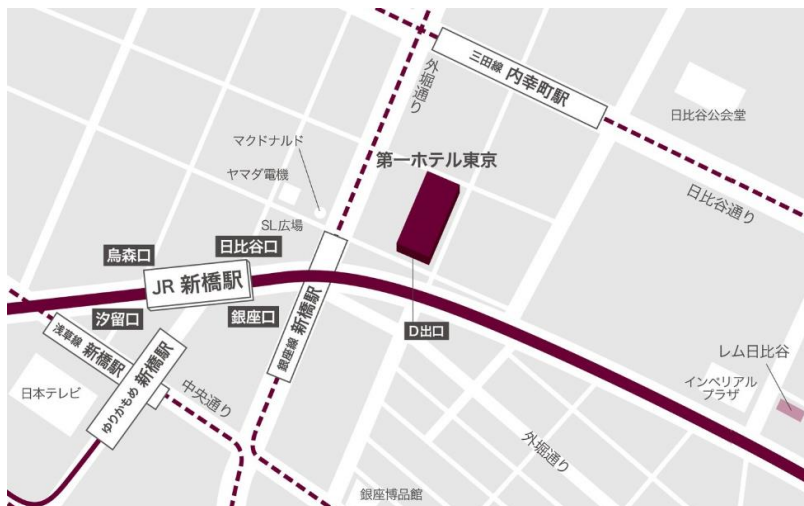 三田線 内幸町駅
外堀通り
日比谷公会堂
マクドナルド
第一ホテル東京
ヤマダ電機
日比谷通り
SL広場
日比谷口
烏森口
JR 新橋駅
汐留口
銀座口
銀座線 新橋駅
D出口
浅草線 新橋駅
ゆりかもめ 新橋駅
レム日比谷
インペリアル
プラザ
日本テレビ
中央通り
外堀通り
銀座博品館